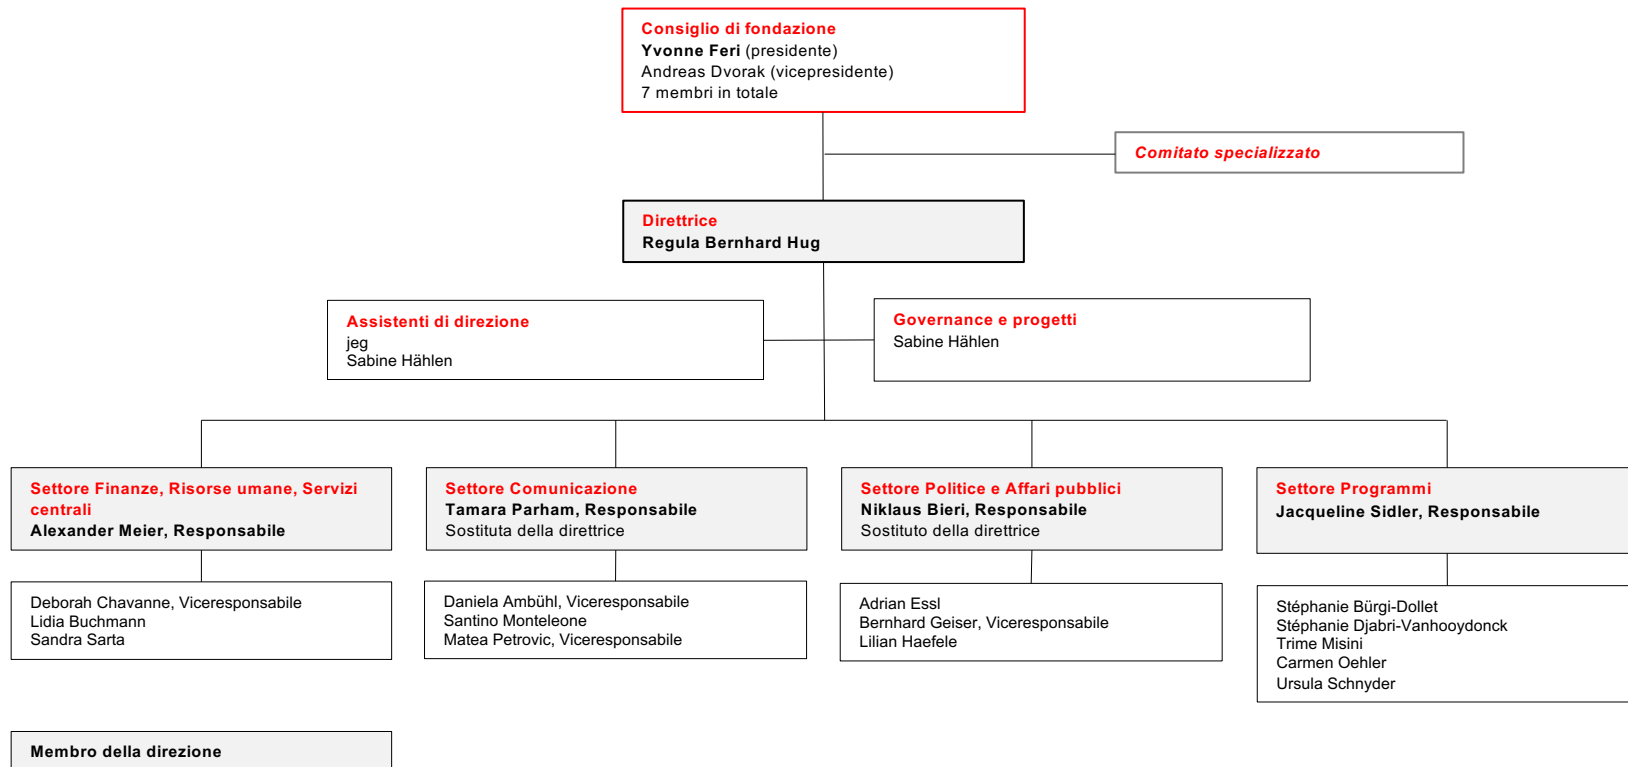 Consiglio di fondazione
Yvonne Feri (presidente)
Andreas Dvorak (vicepresidente)
7 membri in totale
Comitato specializzato
Direttrice
Regula Bernhard Hug
Assistenti di direzione
jeg
Sabine Hählen
Governance e progetti
Sabine Hählen
Settore Finanze, Risorse umane, Servizi
centrali
Alexander Meier, Responsabile
Settore Comunicazione
Tamara Parham, Responsabile
Sostituta della direttrice
Settore Politice e Affari pubblici
Niklaus Bieri, Responsabile
Sostituto della direttrice
Settore Programmi
Jacqueline Sidler, Responsabile
Deborah Chavanne, Viceresponsabile
Lidia Buchmann
Sandra Sarta
Daniela Ambühl, Viceresponsabile
Santino Monteleone
Matea Petrovic, Viceresponsabile
Adrian Essl
Bernhard Geiser, Viceresponsabile
Lilian Haefele
Stéphanie Bürgi-Dollet
Stéphanie Djabri-Vanhooydonck
Trime Misini
Carmen Oehler
Ursula Schnyder
Membro della direzione